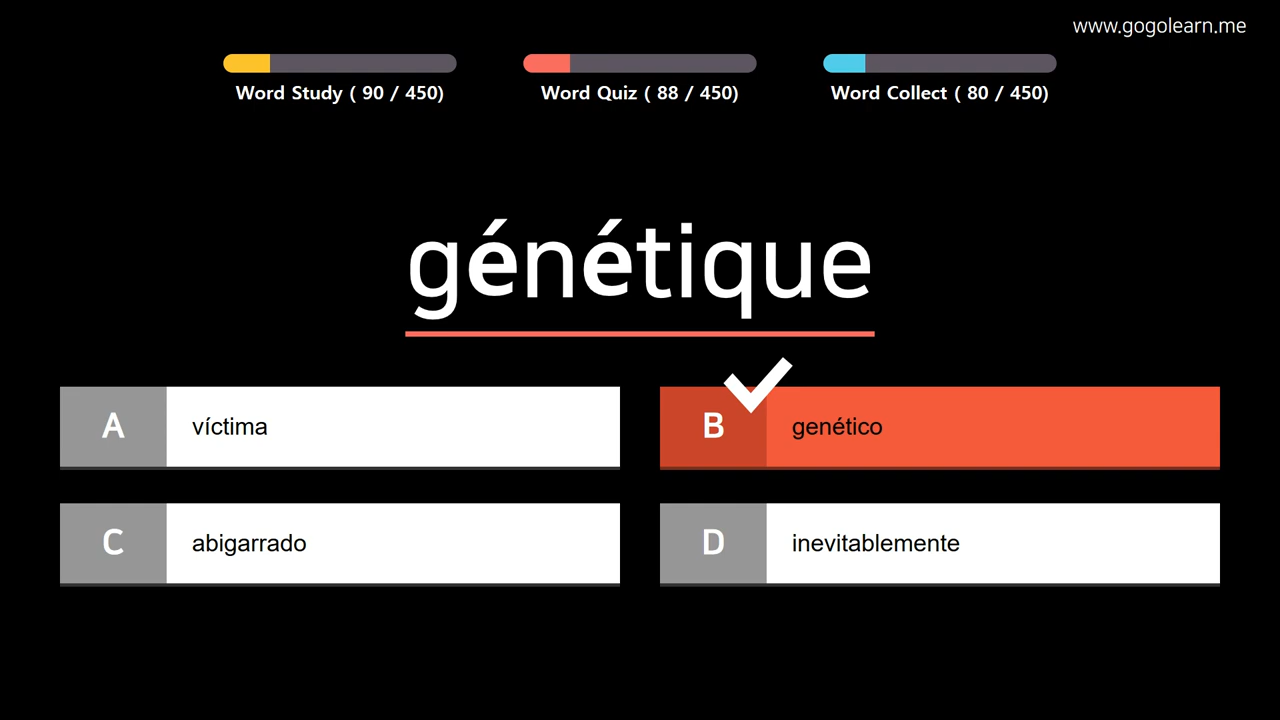 www.gogolearn.me
Word Study ( 90 / 450)
Word Quiz ( 88 / 450)
Word Collect ( 80 / 450)
génétique
A víctima
B genético
C abigarrado
D inevitablemente